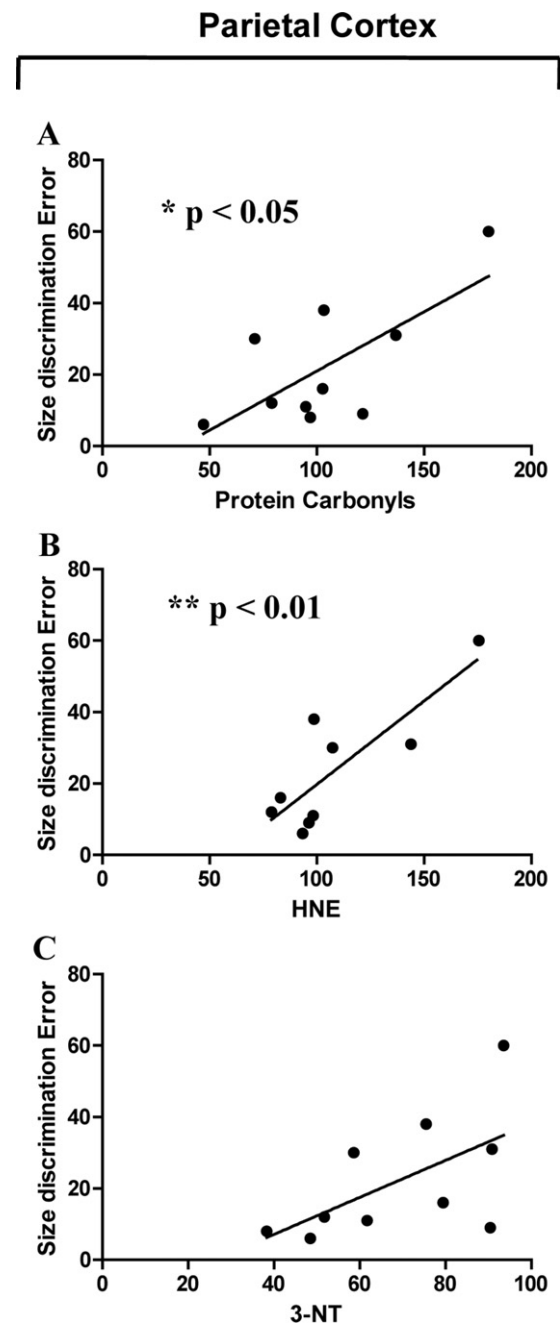 Parietal Cortex
A
Size discrimination Error
80
60
40
20
0
* p < 0.05
0
50
100
150
200
Protein Carbonyls
B
Size discrimination Error
80
60
40
20
0
** p < 0.01
0
50
100
150
200
HNE
C
Size discrimination Error
80
60
40
20
0
0
20
40
60
80
100
3-NT